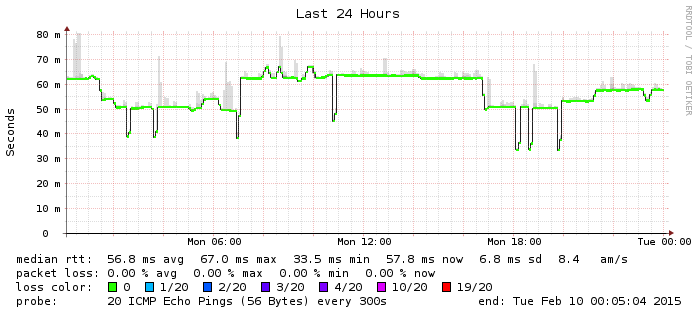 Last 24 Hours
RRDTOOL / TOBI OETIKER
Seconds
80 m
70 m
60 m
50 m
40 m
30 m
20 m
10 m
0
Mon 06:00 Mon 12:00 Mon 18:00 Tue 00:00
median rtt: 56.8 ms avg 67.0 ms max 33.5 ms min 57.8 ms now 6.8 ms sd 8.4 am/s
packet loss: 0.00 % avg 0.00 % max 0.00 % min 0.00 % now
loss color: 0 1/20 2/20 3/20 4/20 10/20 19/20
probe: 20 ICMP Echo Pings (56 Bytes) every 300s end: Tue Feb 10 00:05:04 2015